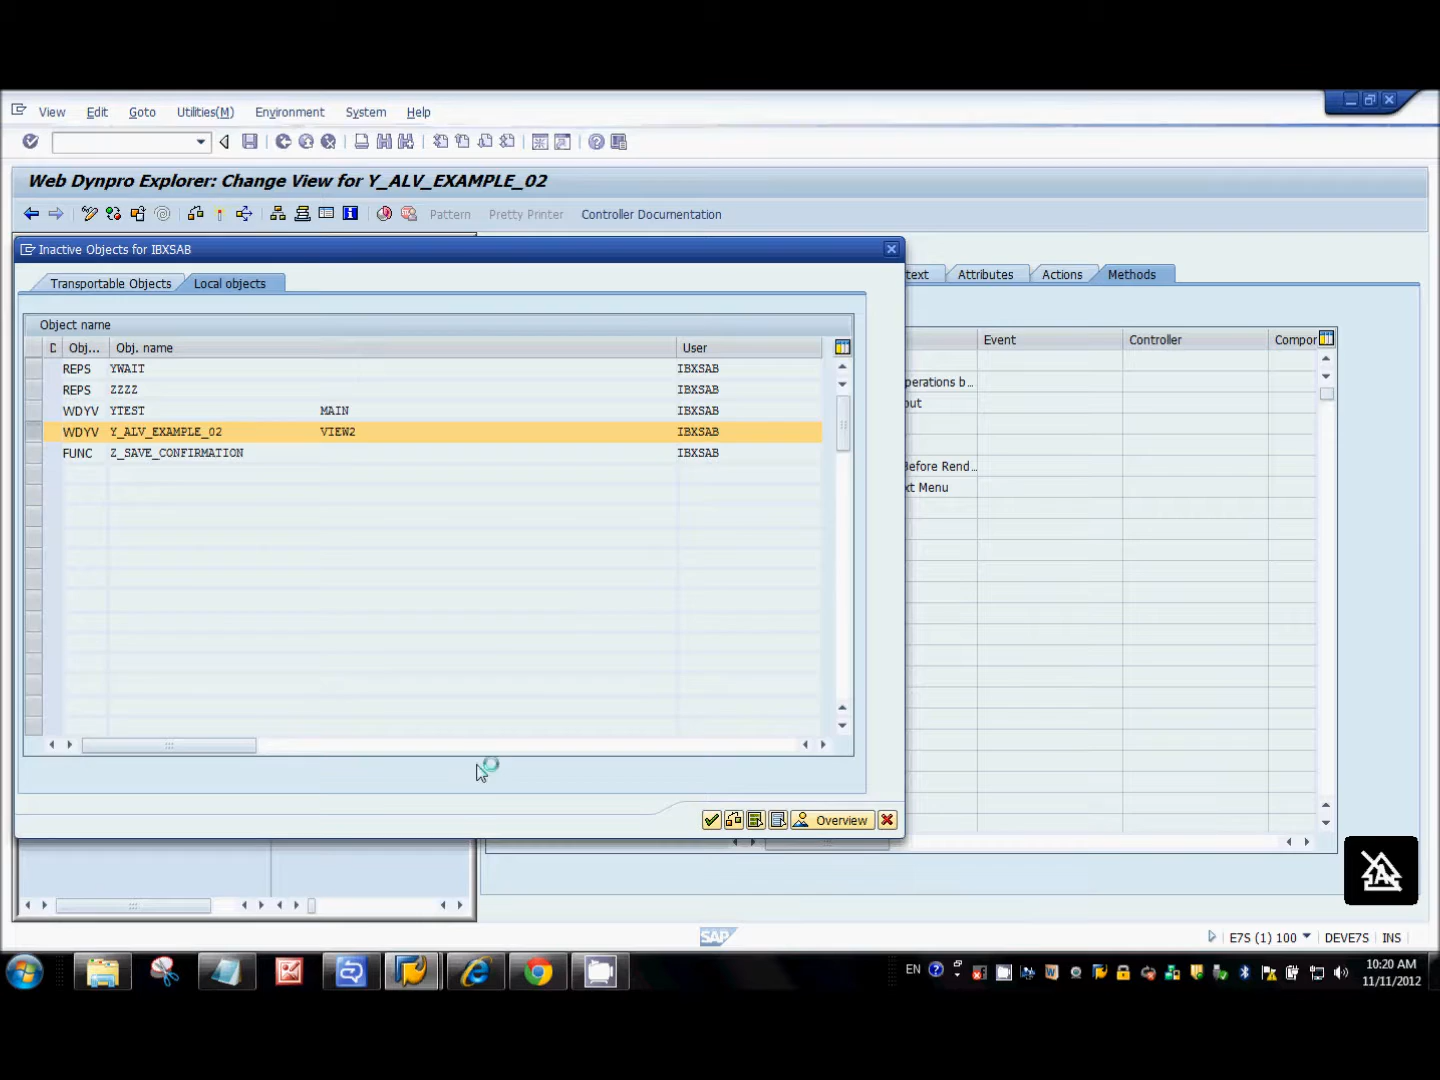 View Edit Goto Utilities(M) Environment System Help
Web Dynpro Explorer: Change View for Y_ALV_EXAMPLE_02
Pattern Pretty Printer Controller Documentation
Inactive Objects for IBXSAB
Transportable Objects Local objects
text Attributes Actions Methods
Object name
Obj... Obj. name User
REPS YWAIT IBXSAB
REPS ZZZZ IBXSAB
WDYV YTEST MAIN IBXSAB
WDYV Y_ALV_EXAMPLE_02 VIEW2 IBXSAB
FUNC Z_SAVE_CONFIRMATION IBXSAB
Event Controller Compor
perations b...
out
Before Rend...
xt Menu
Overview
SAP E7S (1) 100 DEVE7S INS
EN
10:20 AM
11/11/2012